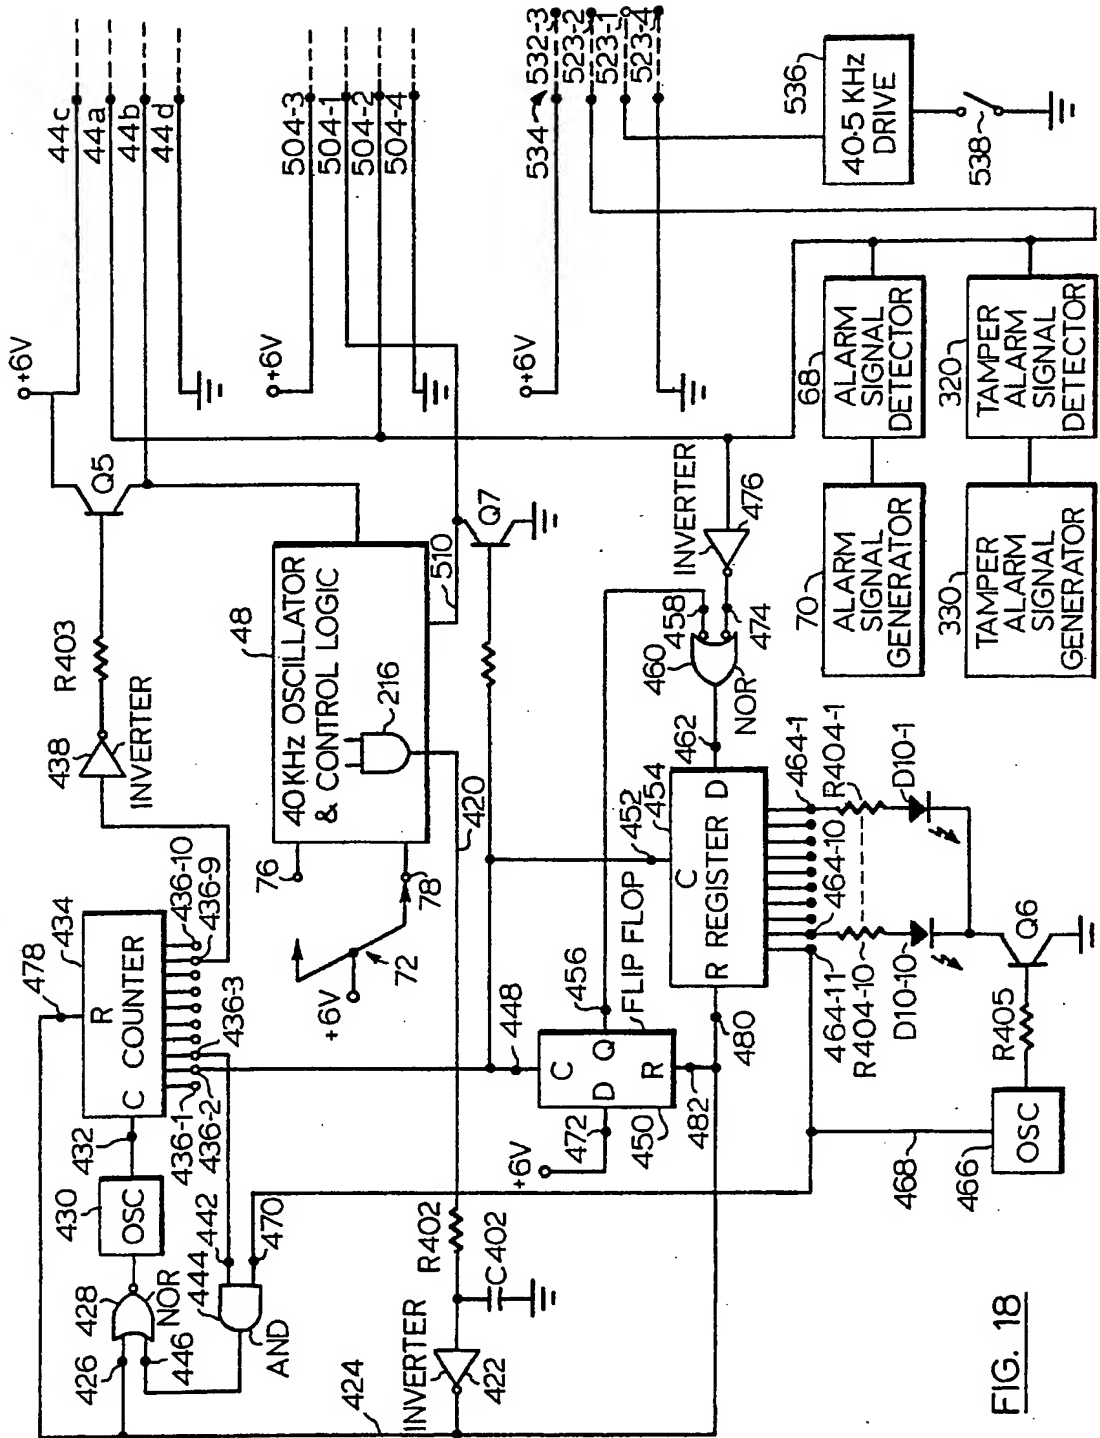 44c
44a
44b
44d
504-3
504-1
504-2
504-4
534
532-3
523-2
523-1
523-4
+6V
+6V
+6V
Q5
R403
438
INVERTER
478
434
R
C COUNTER
436-10
436-9
436-3
436-1
436-2
432
430
OSC
428
NOR
426
446
444
442
470
AND
424
48
40 KHz OSCILLATOR
& CONTROL LOGIC
216
510
76
78
72
+6V
420
Q7
536
40.5 KHz
DRIVE
538
68
ALARM
SIGNAL
DETECTOR
320
TAMPER
ALARM
SIGNAL
DETECTOR
70
ALARM
SIGNAL
GENERATOR
330
TAMPER
ALARM
SIGNAL
GENERATOR
INVERTER
476
458
474
460
NOR
462
452
454
C
R REGISTER D
448
456
FLIP FLOP
C
D Q
R
472
+6V
450
482
480
R402
C402
INVERTER
422
464-1
464-10
464-11
R404-1
R404-10
D10-1
D10-10
Q6
R405
468
466
OSC
FIG. 18